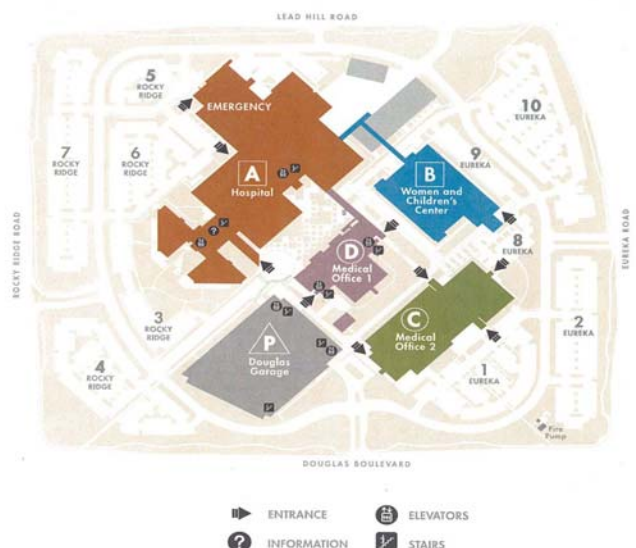 LEAD HILL ROAD
5
ROCKY
RIDGE
EMERGENCY
10
EUREKA
7
ROCKY
RIDGE
6
ROCKY
RIDGE
9
EUREKA
A
Hospital
B
Women and
Children's
Center
ROCKY RIDGE ROAD
EUREKA ROAD
?
D
Medical
Office 1
8
EUREKA
3
ROCKY
RIDGE
C
Medical
Office 2
2
EUREKA
P
Douglas
Garage
4
ROCKY
RIDGE
1
EUREKA
Fire
Pump
DOUGLAS BOULEVARD
ENTRANCE
ELEVATORS
? INFORMATION
STAIRS